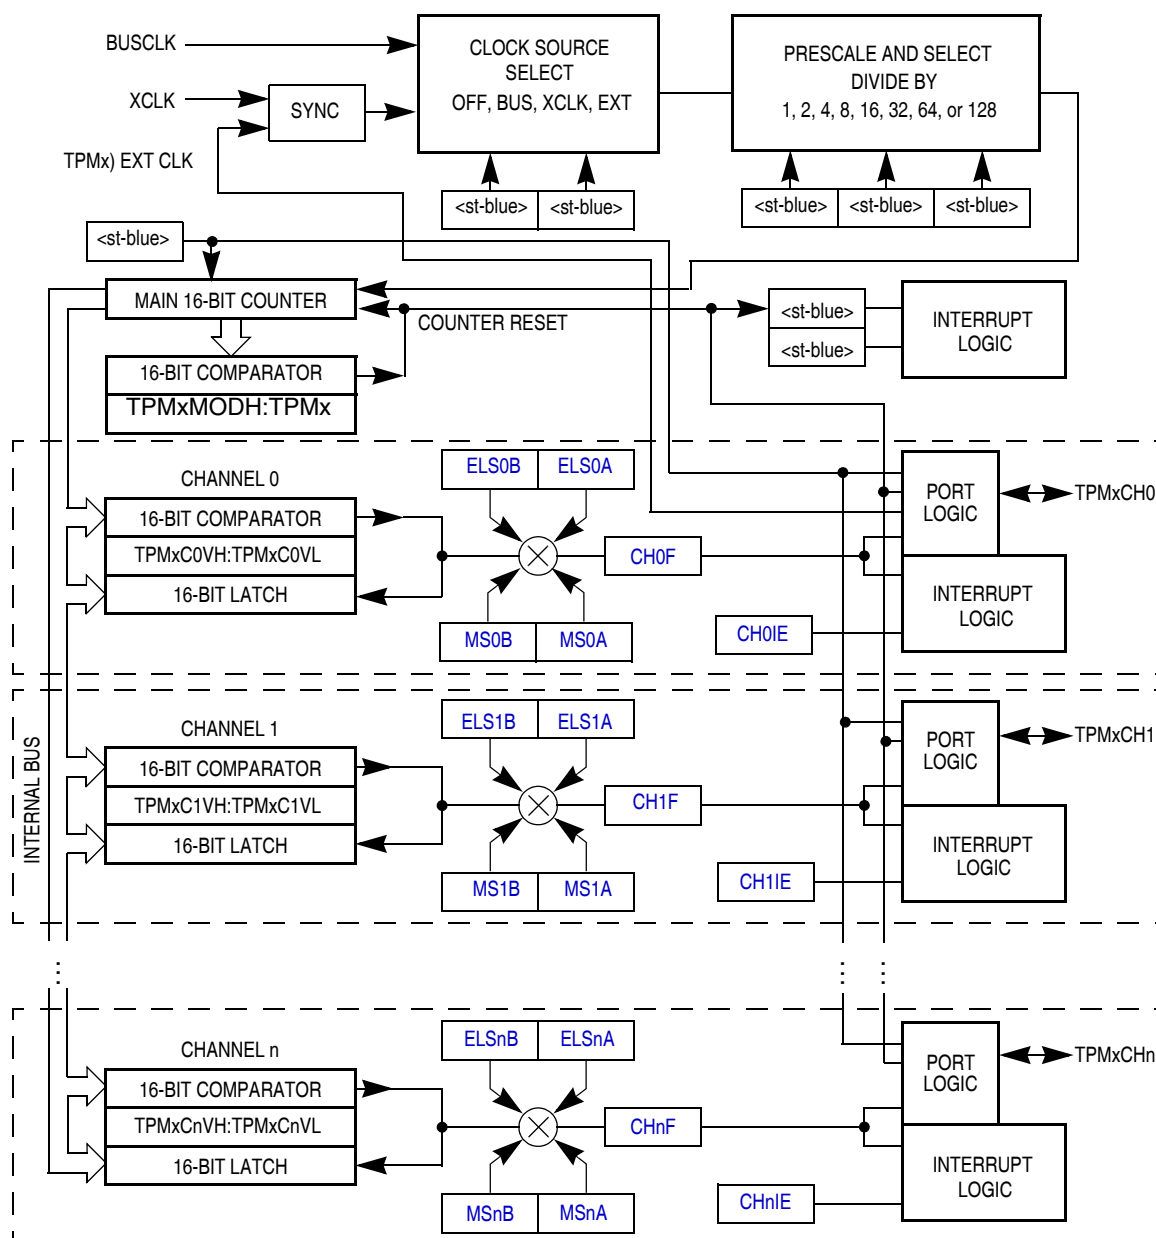 BUSCLK
CLOCK SOURCE
SELECT
OFF, BUS, XCLK, EXT
PRESCALE AND SELECT
DIVIDE BY
1, 2, 4, 8, 16, 32, 64, or 128
XCLK
SYNC
TPMx) EXT CLK
<st-blue>
<st-blue>
<st-blue>
<st-blue>
<st-blue>
<st-blue>
MAIN 16-BIT COUNTER
COUNTER RESET
<st-blue>
<st-blue>
INTERRUPT
LOGIC
16-BIT COMPARATOR
TPMxMODH:TPMx
CHANNEL 0
ELS0B
ELS0A
16-BIT COMPARATOR
TPMxC0VH:TPMxC0VL
16-BIT LATCH
CH0F
MS0B
MS0A
CH0IE
PORT
LOGIC
TPMxCH0
INTERRUPT
LOGIC
INTERNAL BUS
CHANNEL 1
ELS1B
ELS1A
16-BIT COMPARATOR
TPMxC1VH:TPMxC1VL
16-BIT LATCH
CH1F
MS1B
MS1A
CH1IE
PORT
LOGIC
TPMxCH1
INTERRUPT
LOGIC
...
...
...
CHANNEL n
ELSnB
ELSnA
16-BIT COMPARATOR
TPMxCnVH:TPMxCnVL
16-BIT LATCH
CHnF
MSnB
MSnA
CHnIE
PORT
LOGIC
TPMxCHn
INTERRUPT
LOGIC